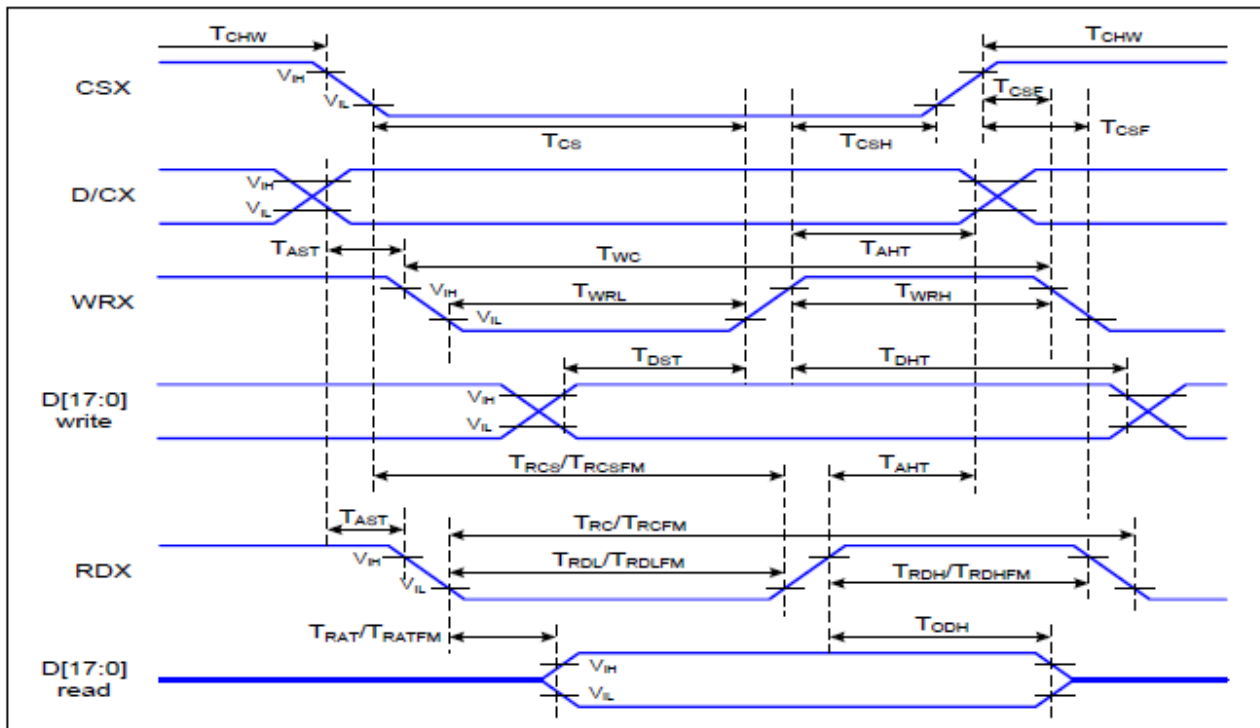 TCHW TCHW
CSX VIH
VIL
TCSF
TCS TCSH TCSF
D/CX VIH
VIL
TAST TWC TAHT
WRX VIH TWRL TWRH
VIL
TDST TDHT
D[17:0]
write
VIH
VIL
TRCS/TRCSFM TAHT
TAST TRC/TRCFM
RDX VIH TRDL/TRDLFM TRDH/TRDHFM
VIL
TRAT/TRATFM TODH
D[17:0]
read
VIH
VIL